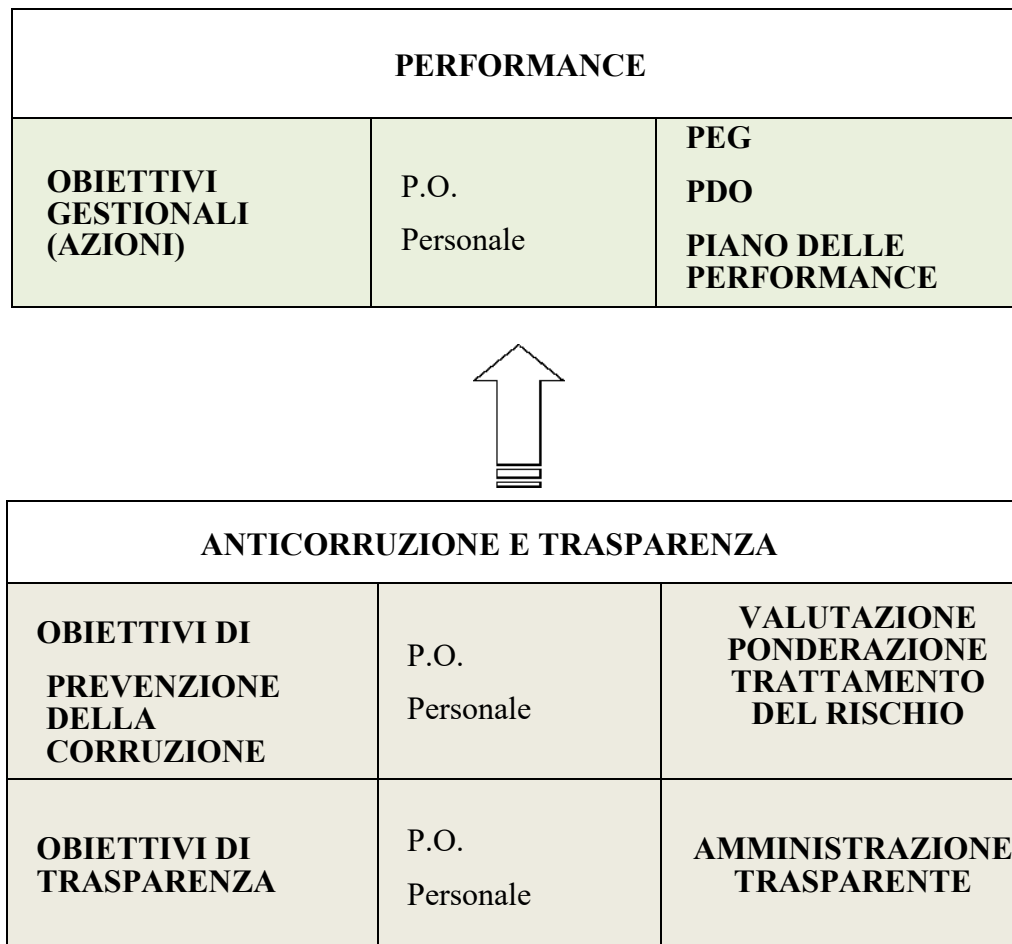 PERFORMANCE
OBIETTIVI
GESTIONALI
(AZIONI)
P.O.
Personale
PEG
PDO
PIANO DELLE
PERFORMANCE
ANTICORRUZIONE E TRASPARENZA
OBIETTIVI DI
PREVENZIONE
DELLA
CORRUZIONE
P.O.
Personale
VALUTAZIONE
PONDERAZIONE
TRATTAMENTO
DEL RISCHIO
OBIETTIVI DI
TRASPARENZA
P.O.
Personale
AMMINISTRAZIONE
TRASPARENTE